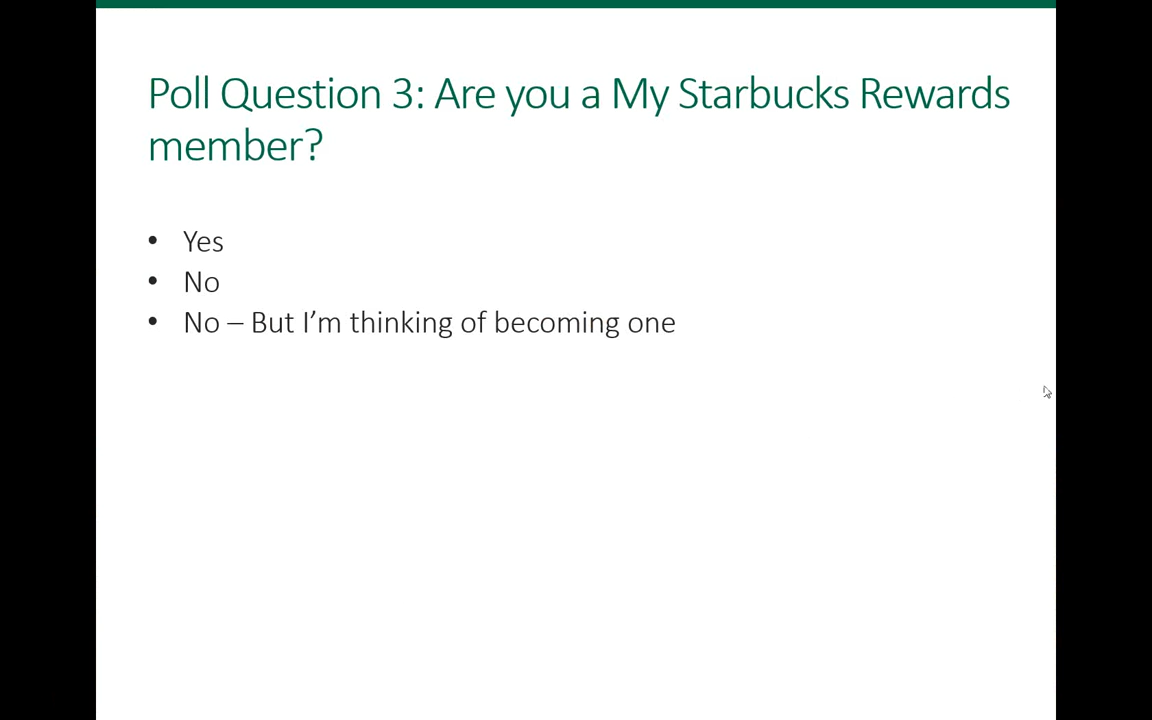 Poll Question 3: Are you a My Starbucks Rewards
member?
• Yes
• No
• No – But I’m thinking of becoming one